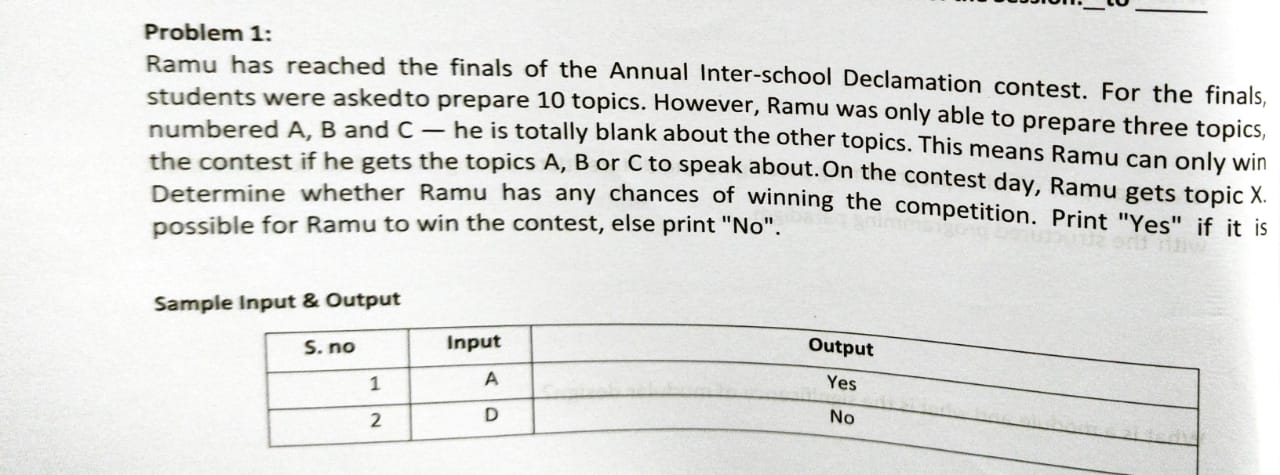 Problem 1:
Ramu has reached the finals of the Annual Inter-school Declamation contest. For the finals,
students were askedto prepare 10 topics. However, Ramu was only able to prepare three topics,
numbered A, B and C — he is totally blank about the other topics. This means Ramu can only win
the contest if he gets the topics A, B or C to speak about.On the contest day, Ramu gets topic X.
Determine whether Ramu has any chances of winning the competition. Print "Yes" if it is
possible for Ramu to win the contest, else print "No".
Sample Input & Output
S. no Input Output
1 A Yes
2 D No